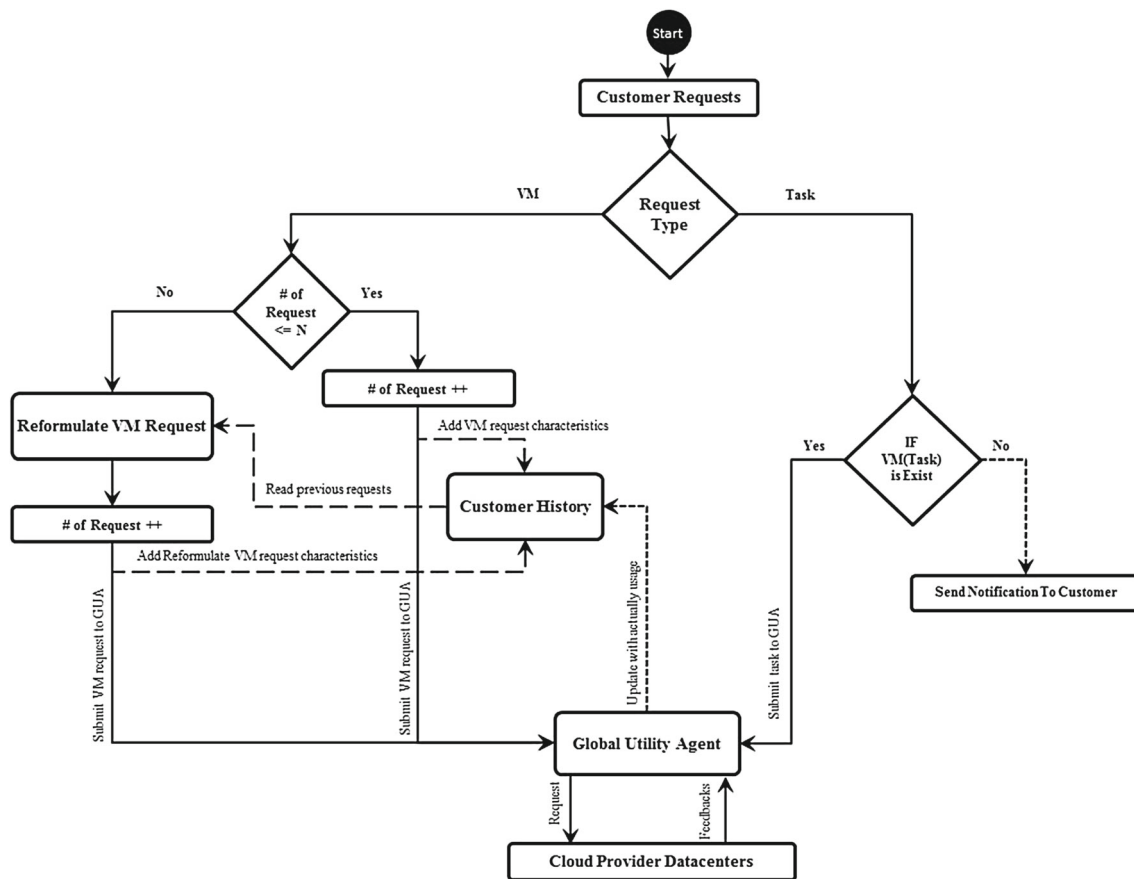 Start
Customer Requests
VM
Request
Type
Task
No
# of
Request
<= N
Yes
# of Request ++
Reformulate VM Request
Add VM request characteristics
Yes
IF
VM(Task)
is Exist
No
Read previous requests
Customer History
# of Request ++
Add Reformulate VM request characteristics
Send Notification To Customer
Submit VM request to GUA
Submit VM request to GUA
Update with actually usage
Submit task to GUA
Global Utility Agent
Request
Feedbacks
Cloud Provider Datacenters